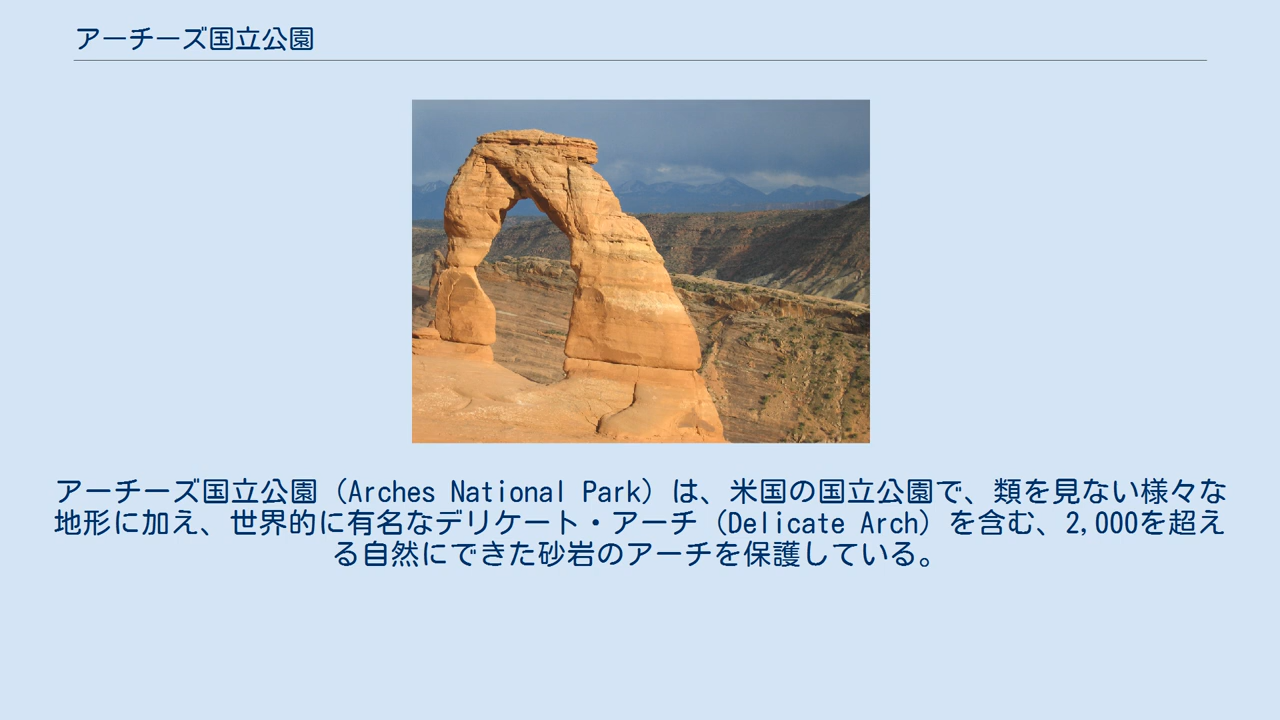 アーチーズ国立公園
アーチーズ国立公園（Arches National Park）は、米国の国立公園で、類を見ない様々な
地形に加え、世界的に有名なデリケート・アーチ（Delicate Arch）を含む、2,000を超え
る自然にできた砂岩のアーチを保護している。